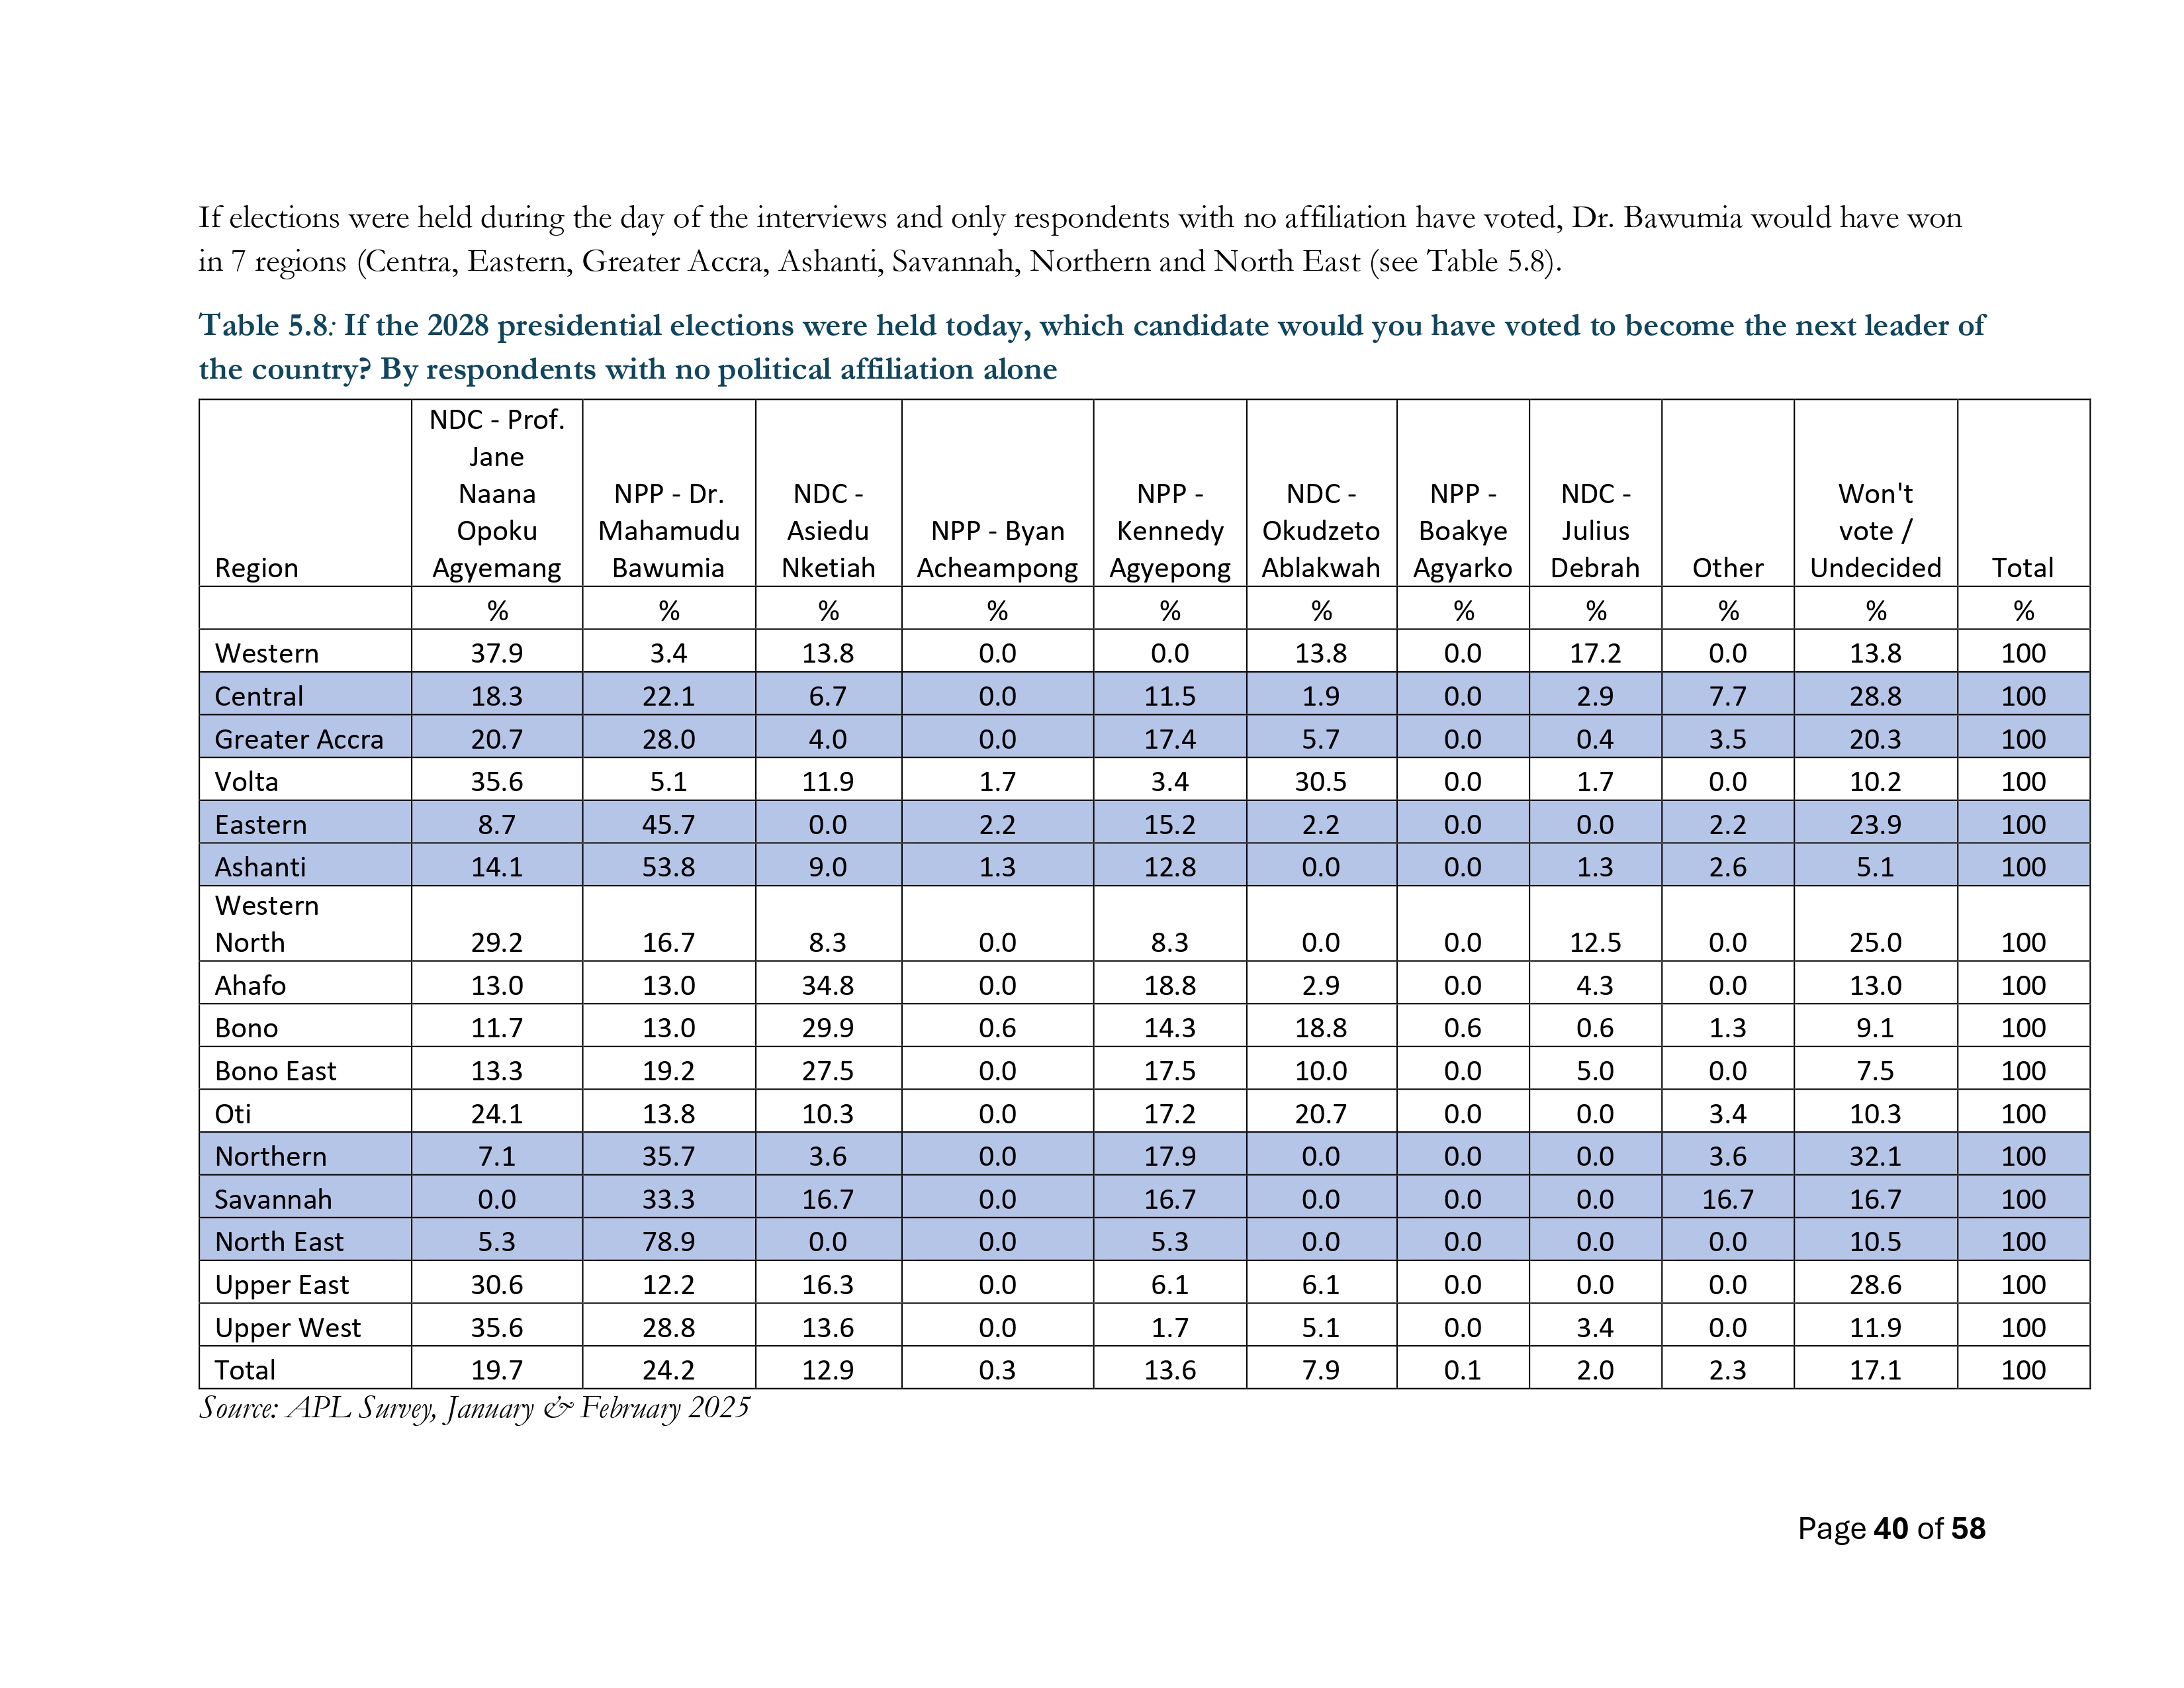 If elections were held during the day of the interviews and only respondents with no affiliation have voted, Dr. Bawumia would have won
in 7 regions (Centra, Eastern, Greater Accra, Ashanti, Savannah, Northern and North East (see Table 5.8).
Table 5.8: If the 2028 presidential elections were held today, which candidate would you have voted to become the next leader of
the country? By respondents with no political affiliation alone
Region | NDC - Prof. Jane Naana Opoku Agyemang | NPP - Dr. Mahamudu Bawumia | NDC - Asiedu Nketiah | NPP - Byan Acheampong | NPP - Kennedy Agyepong | NDC - Okudzeto Ablakwah | NPP - Boakye Agyarko | NDC - Julius Debrah | Other | Won't vote / Undecided | Total
% | % | % | % | % | % | % | % | % | % | %
Western | 37.9 | 3.4 | 13.8 | 0.0 | 0.0 | 13.8 | 0.0 | 17.2 | 0.0 | 13.8 | 100
Central | 18.3 | 22.1 | 6.7 | 0.0 | 11.5 | 1.9 | 0.0 | 2.9 | 7.7 | 28.8 | 100
Greater Accra | 20.7 | 28.0 | 4.0 | 0.0 | 17.4 | 5.7 | 0.0 | 0.4 | 3.5 | 20.3 | 100
Volta | 35.6 | 5.1 | 11.9 | 1.7 | 3.4 | 30.5 | 0.0 | 1.7 | 0.0 | 10.2 | 100
Eastern | 8.7 | 45.7 | 0.0 | 2.2 | 15.2 | 2.2 | 0.0 | 0.0 | 2.2 | 23.9 | 100
Ashanti | 14.1 | 53.8 | 9.0 | 1.3 | 12.8 | 0.0 | 0.0 | 1.3 | 2.6 | 5.1 | 100
Western North | 29.2 | 16.7 | 8.3 | 0.0 | 8.3 | 0.0 | 0.0 | 12.5 | 0.0 | 25.0 | 100
Ahafo | 13.0 | 13.0 | 34.8 | 0.0 | 18.8 | 2.9 | 0.0 | 4.3 | 0.0 | 13.0 | 100
Bono | 11.7 | 13.0 | 29.9 | 0.6 | 14.3 | 18.8 | 0.6 | 0.6 | 1.3 | 9.1 | 100
Bono East | 13.3 | 19.2 | 27.5 | 0.0 | 17.5 | 10.0 | 0.0 | 5.0 | 0.0 | 7.5 | 100
Oti | 24.1 | 13.8 | 10.3 | 0.0 | 17.2 | 20.7 | 0.0 | 0.0 | 3.4 | 10.3 | 100
Northern | 7.1 | 35.7 | 3.6 | 0.0 | 17.9 | 0.0 | 0.0 | 0.0 | 3.6 | 32.1 | 100
Savannah | 0.0 | 33.3 | 16.7 | 0.0 | 16.7 | 0.0 | 0.0 | 0.0 | 16.7 | 16.7 | 100
North East | 5.3 | 78.9 | 0.0 | 0.0 | 5.3 | 0.0 | 0.0 | 0.0 | 0.0 | 10.5 | 100
Upper East | 30.6 | 12.2 | 16.3 | 0.0 | 6.1 | 6.1 | 0.0 | 0.0 | 0.0 | 28.6 | 100
Upper West | 35.6 | 28.8 | 13.6 | 0.0 | 1.7 | 5.1 | 0.0 | 3.4 | 0.0 | 11.9 | 100
Total | 19.7 | 24.2 | 12.9 | 0.3 | 13.6 | 7.9 | 0.1 | 2.0 | 2.3 | 17.1 | 100
Source: APL Survey, January & February 2025
Page 40 of 58